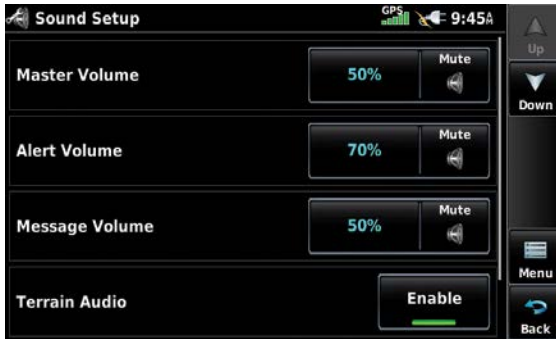 Sound Setup GPS 9:45A
Up
Master Volume 50% Mute
Down
Alert Volume 70% Mute
Message Volume 50% Mute
Menu
Terrain Audio Enable
Back